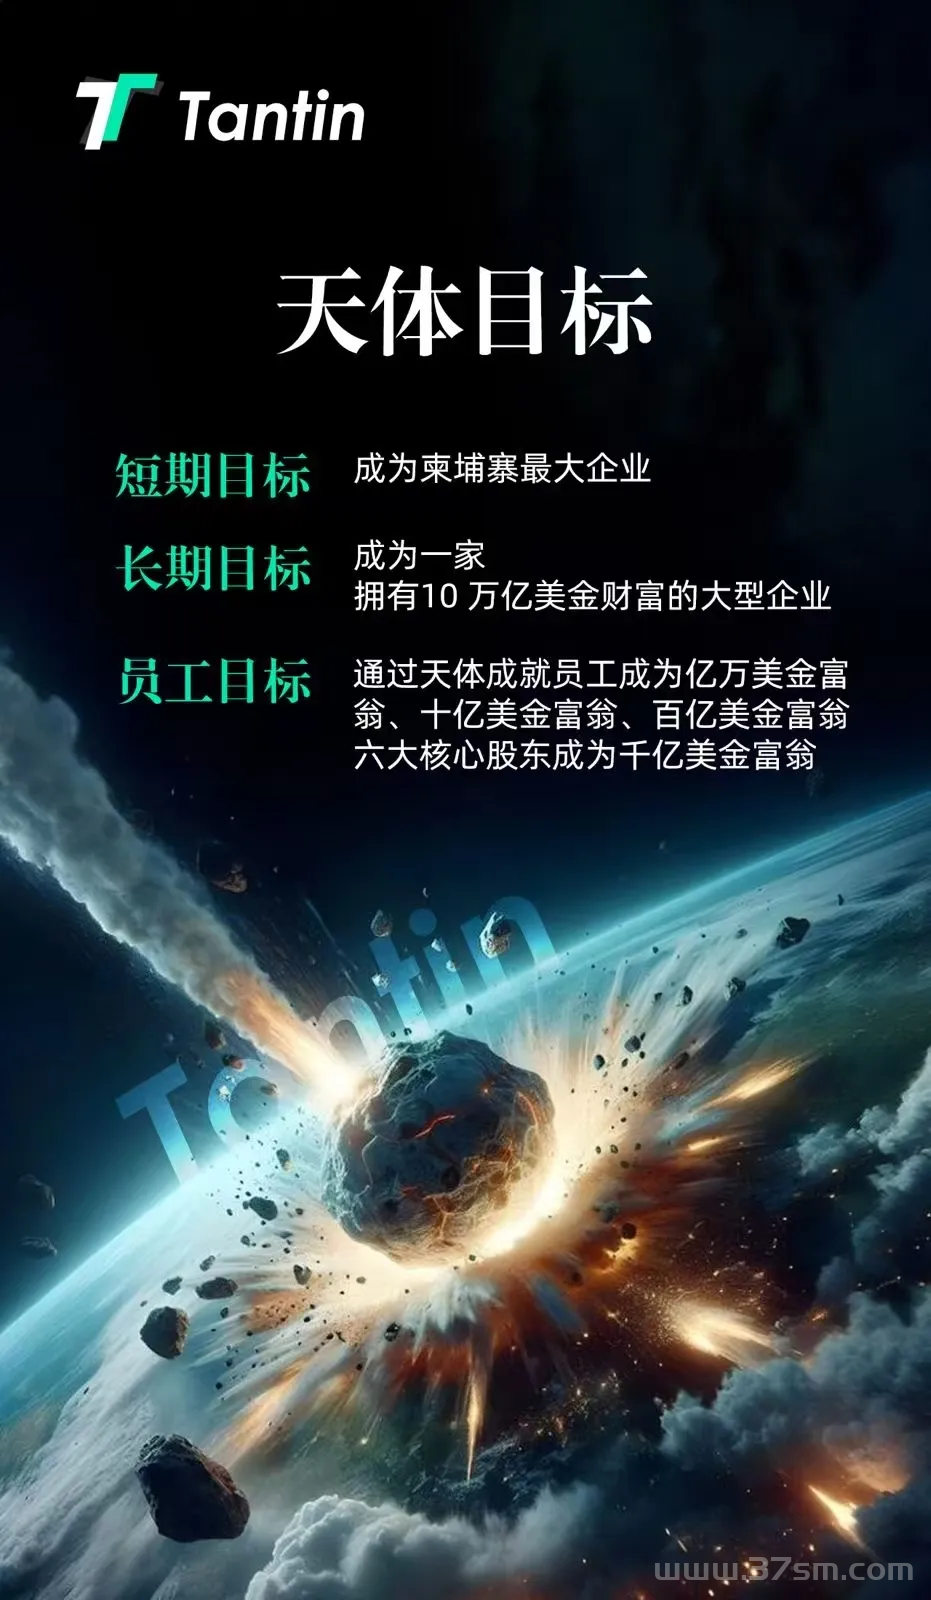 Tantin
天体目标
短期目标 成为柬埔寨最大企业
长期目标 成为一家
拥有10 万亿美金财富的大型企业
员工目标 通过天体成就员工成为亿万美金富
翁、十亿美金富翁、百亿美金富翁
六大核心股东成为千亿美金富翁
Tantin
www.37sm.com